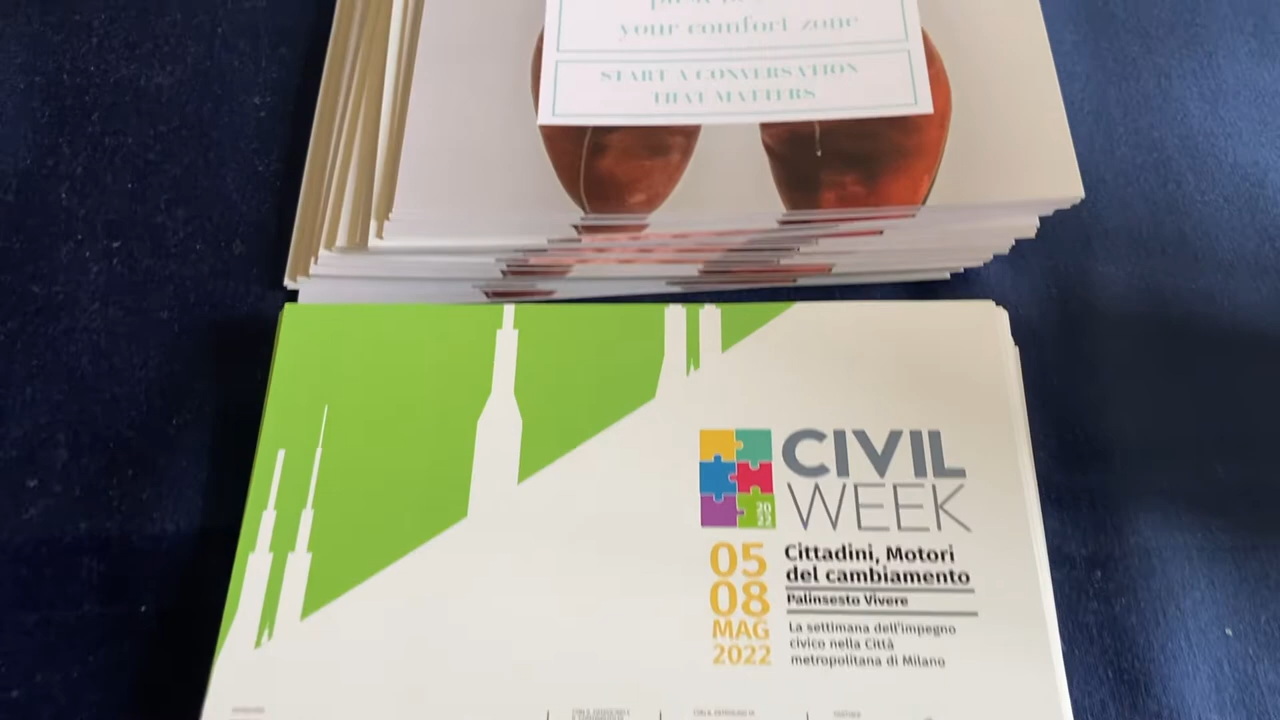 your comfort zone
START A CONVERSATION
THAT MATTERS
CIVIL
WEEK
2022
05
08
MAG
2022
Cittadini, Motori
del cambiamento
Palinsesto Vivere
La settimana dell'impegno
civico nella Città
metropolitana di Milano